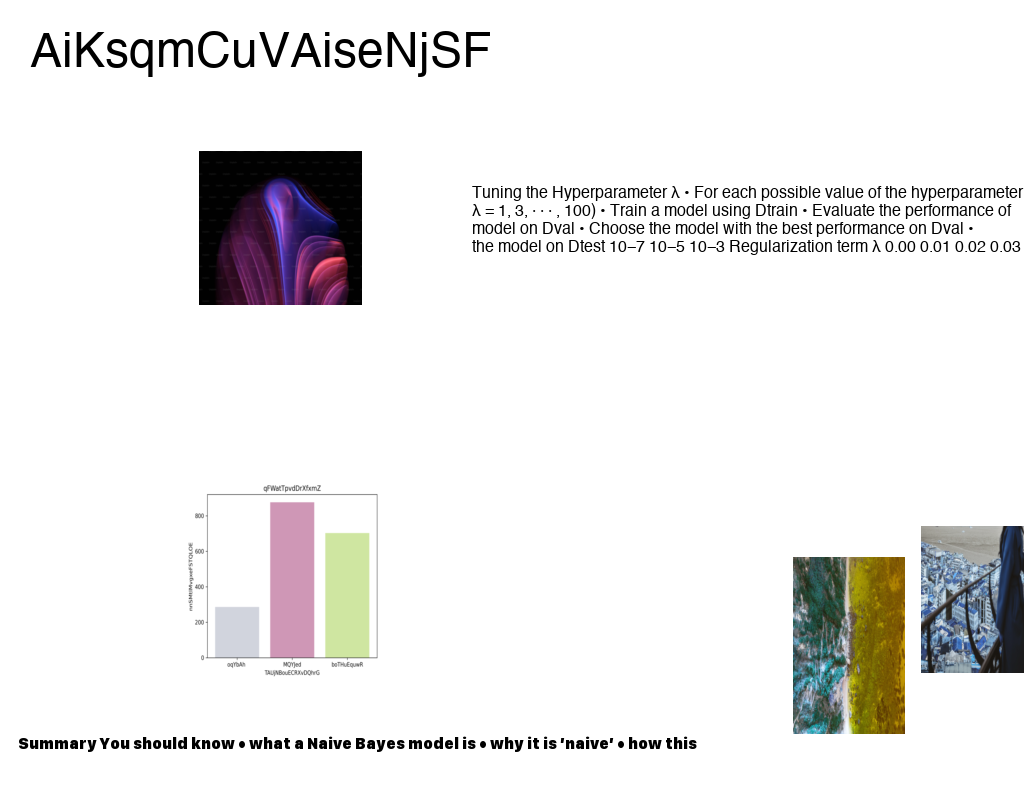 AiKsqmCuVAiseNjSF
Tuning the Hyperparameter λ • For each possible value of the hyperparameter
λ = 1, 3, · · · , 100) • Train a model using Dtrain • Evaluate the performance of
model on Dval • Choose the model with the best performance on Dval •
the model on Dtest 10−7 10−5 10−3 Regularization term λ 0.00 0.01 0.02 0.03
qFWatTpvdDrXfxmZ
800
600
400
200
0
oqYbAh MQYJed boTHuEquwR
Summary You should know • what a Naive Bayes model is • why it is ’naive’ • how this